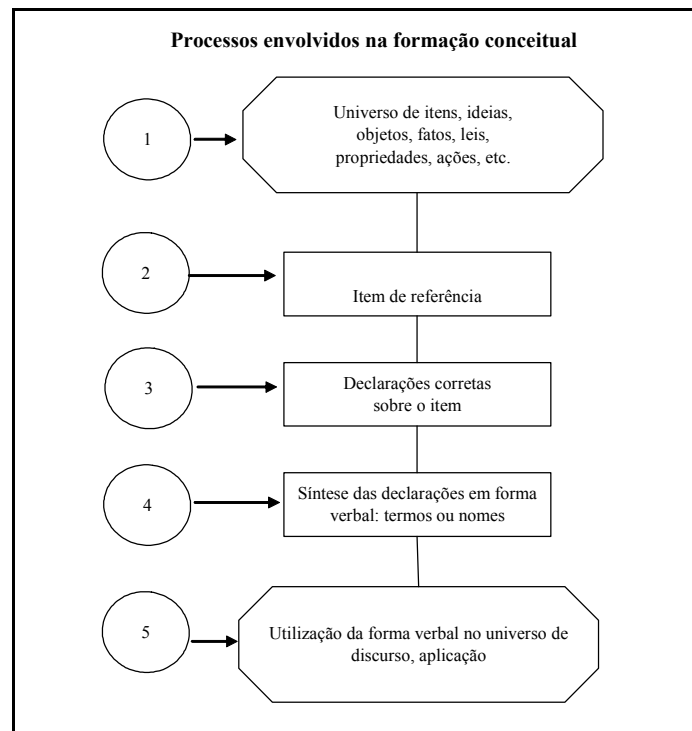 Processos envolvidos na formação conceitual
1
Universo de itens, ideias,
objetos, fatos, leis,
propriedades, ações, etc.
2
Item de referência
3
Declarações corretas
sobre o item
4
Síntese das declarações em forma
verbal: termos ou nomes
5
Utilização da forma verbal no universo de
discurso, aplicação